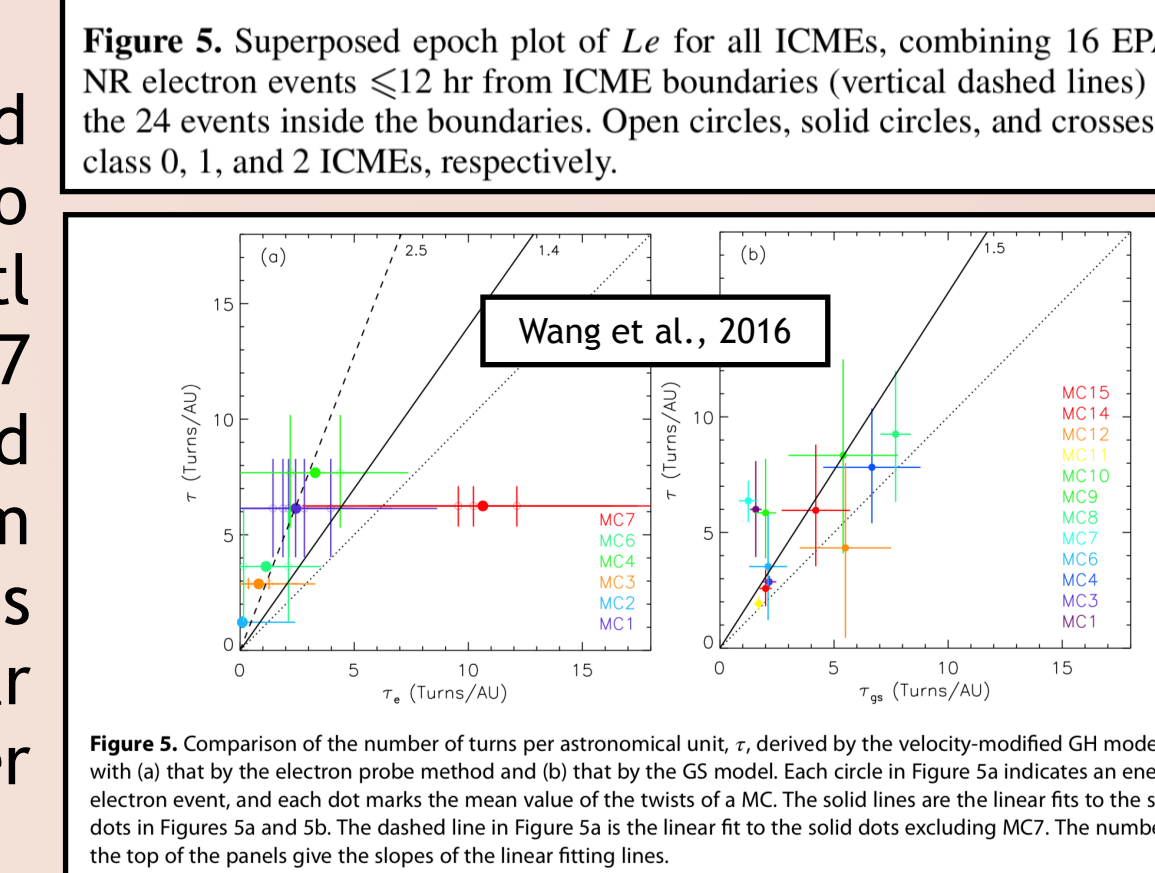 d
o
tl
7
d
m
s
ar
er
Figure 5. Superposed epoch plot of Le for all ICMEs, combining 16 EPA
NR electron events ⩽12 hr from ICME boundaries (vertical dashed lines)
the 24 events inside the boundaries. Open circles, solid circles, and crosses
class 0, 1, and 2 ICMEs, respectively.
(a)
2.5
1.4
15
10
5
0
τ (Turns/AU)
0 5 10 15
τe (Turns/AU)
MC7
MC6
MC4
MC3
MC2
MC1
Wang et al., 2016
(b)
1.5
10
5
0
τ (Turns/AU)
0 5 10 15
τgs (Turns/AU)
MC15
MC14
MC12
MC11
MC10
MC9
MC8
MC7
MC6
MC4
MC3
MC1
Figure 5. Comparison of the number of turns per astronomical unit, τ, derived by the velocity-modified GH mode
with (a) that by the electron probe method and (b) that by the GS model. Each circle in Figure 5a indicates an ene
electron event, and each dot marks the mean value of the twists of a MC. The solid lines are the linear fits to the s
dots in Figures 5a and 5b. The dashed line in Figure 5a is the linear fit to the solid dots excluding MC7. The numbe
the top of the panels give the slopes of the linear fitting lines.